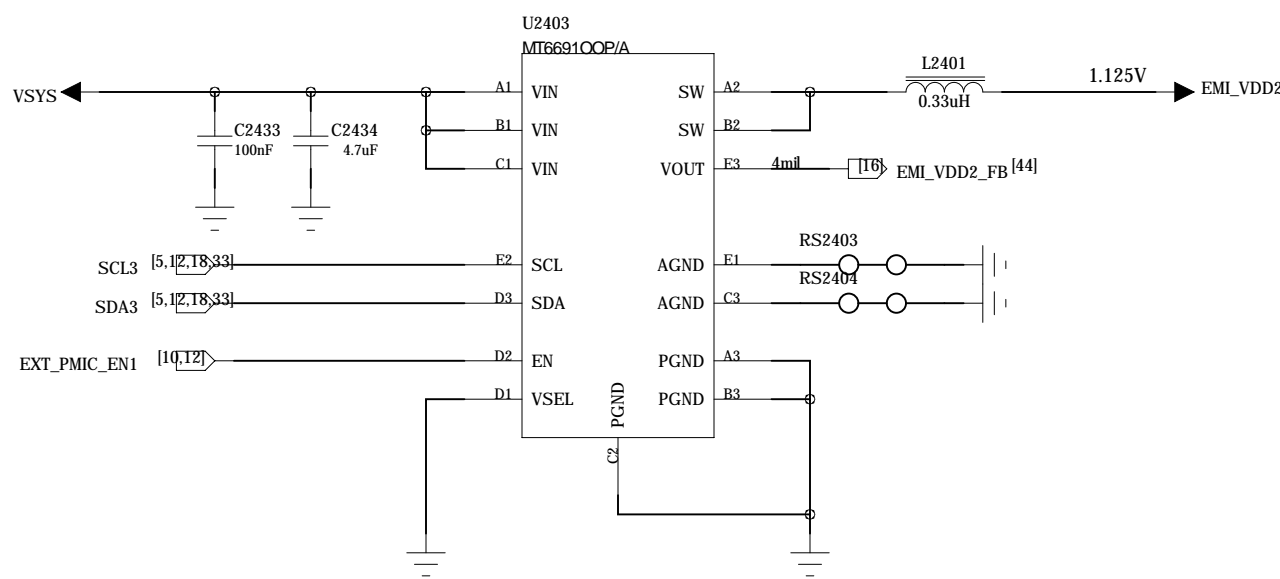 U2403
MT6691OOP/A
VSYS
A1 VIN
SW A2
L2401
0.33uH
1.125V
EMI_VDD2
C2433
100nF
C2434
4.7uF
B1 VIN
SW B2
C1 VIN
VOUT E3
4mil
[16]
EMI_VDD2_FB
[44]
SCL3
[5,12,18,33]
E2 SCL
AGND E1
RS2403
SDA3
[5,12,18,33]
D3 SDA
AGND C3
RS2404
EXT_PMIC_EN1
[10,12]
D2 EN
PGND A3
D1 VSEL
PGND B3
PGND
C2